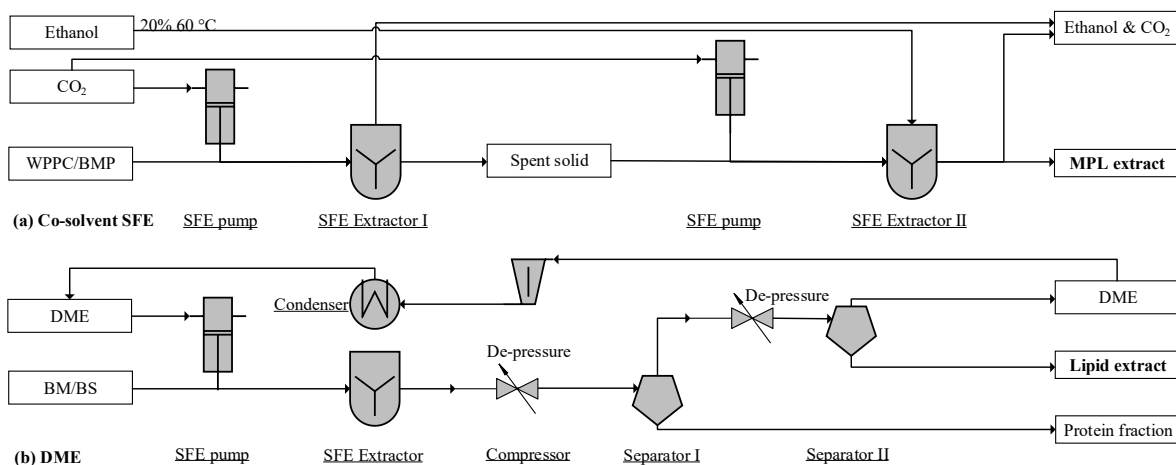 Ethanol
20% 60 °C
Ethanol & CO₂
CO₂
WPPC/BMP
Spent solid
MPL extract
(a) Co-solvent SFE
SFE pump
SFE Extractor I
SFE pump
SFE Extractor II
DME
Condenser
De-pressure
DME
De-pressure
Lipid extract
BM/BS
Protein fraction
(b) DME
SFE pump
SFE Extractor
Compressor
Separator I
Separator II